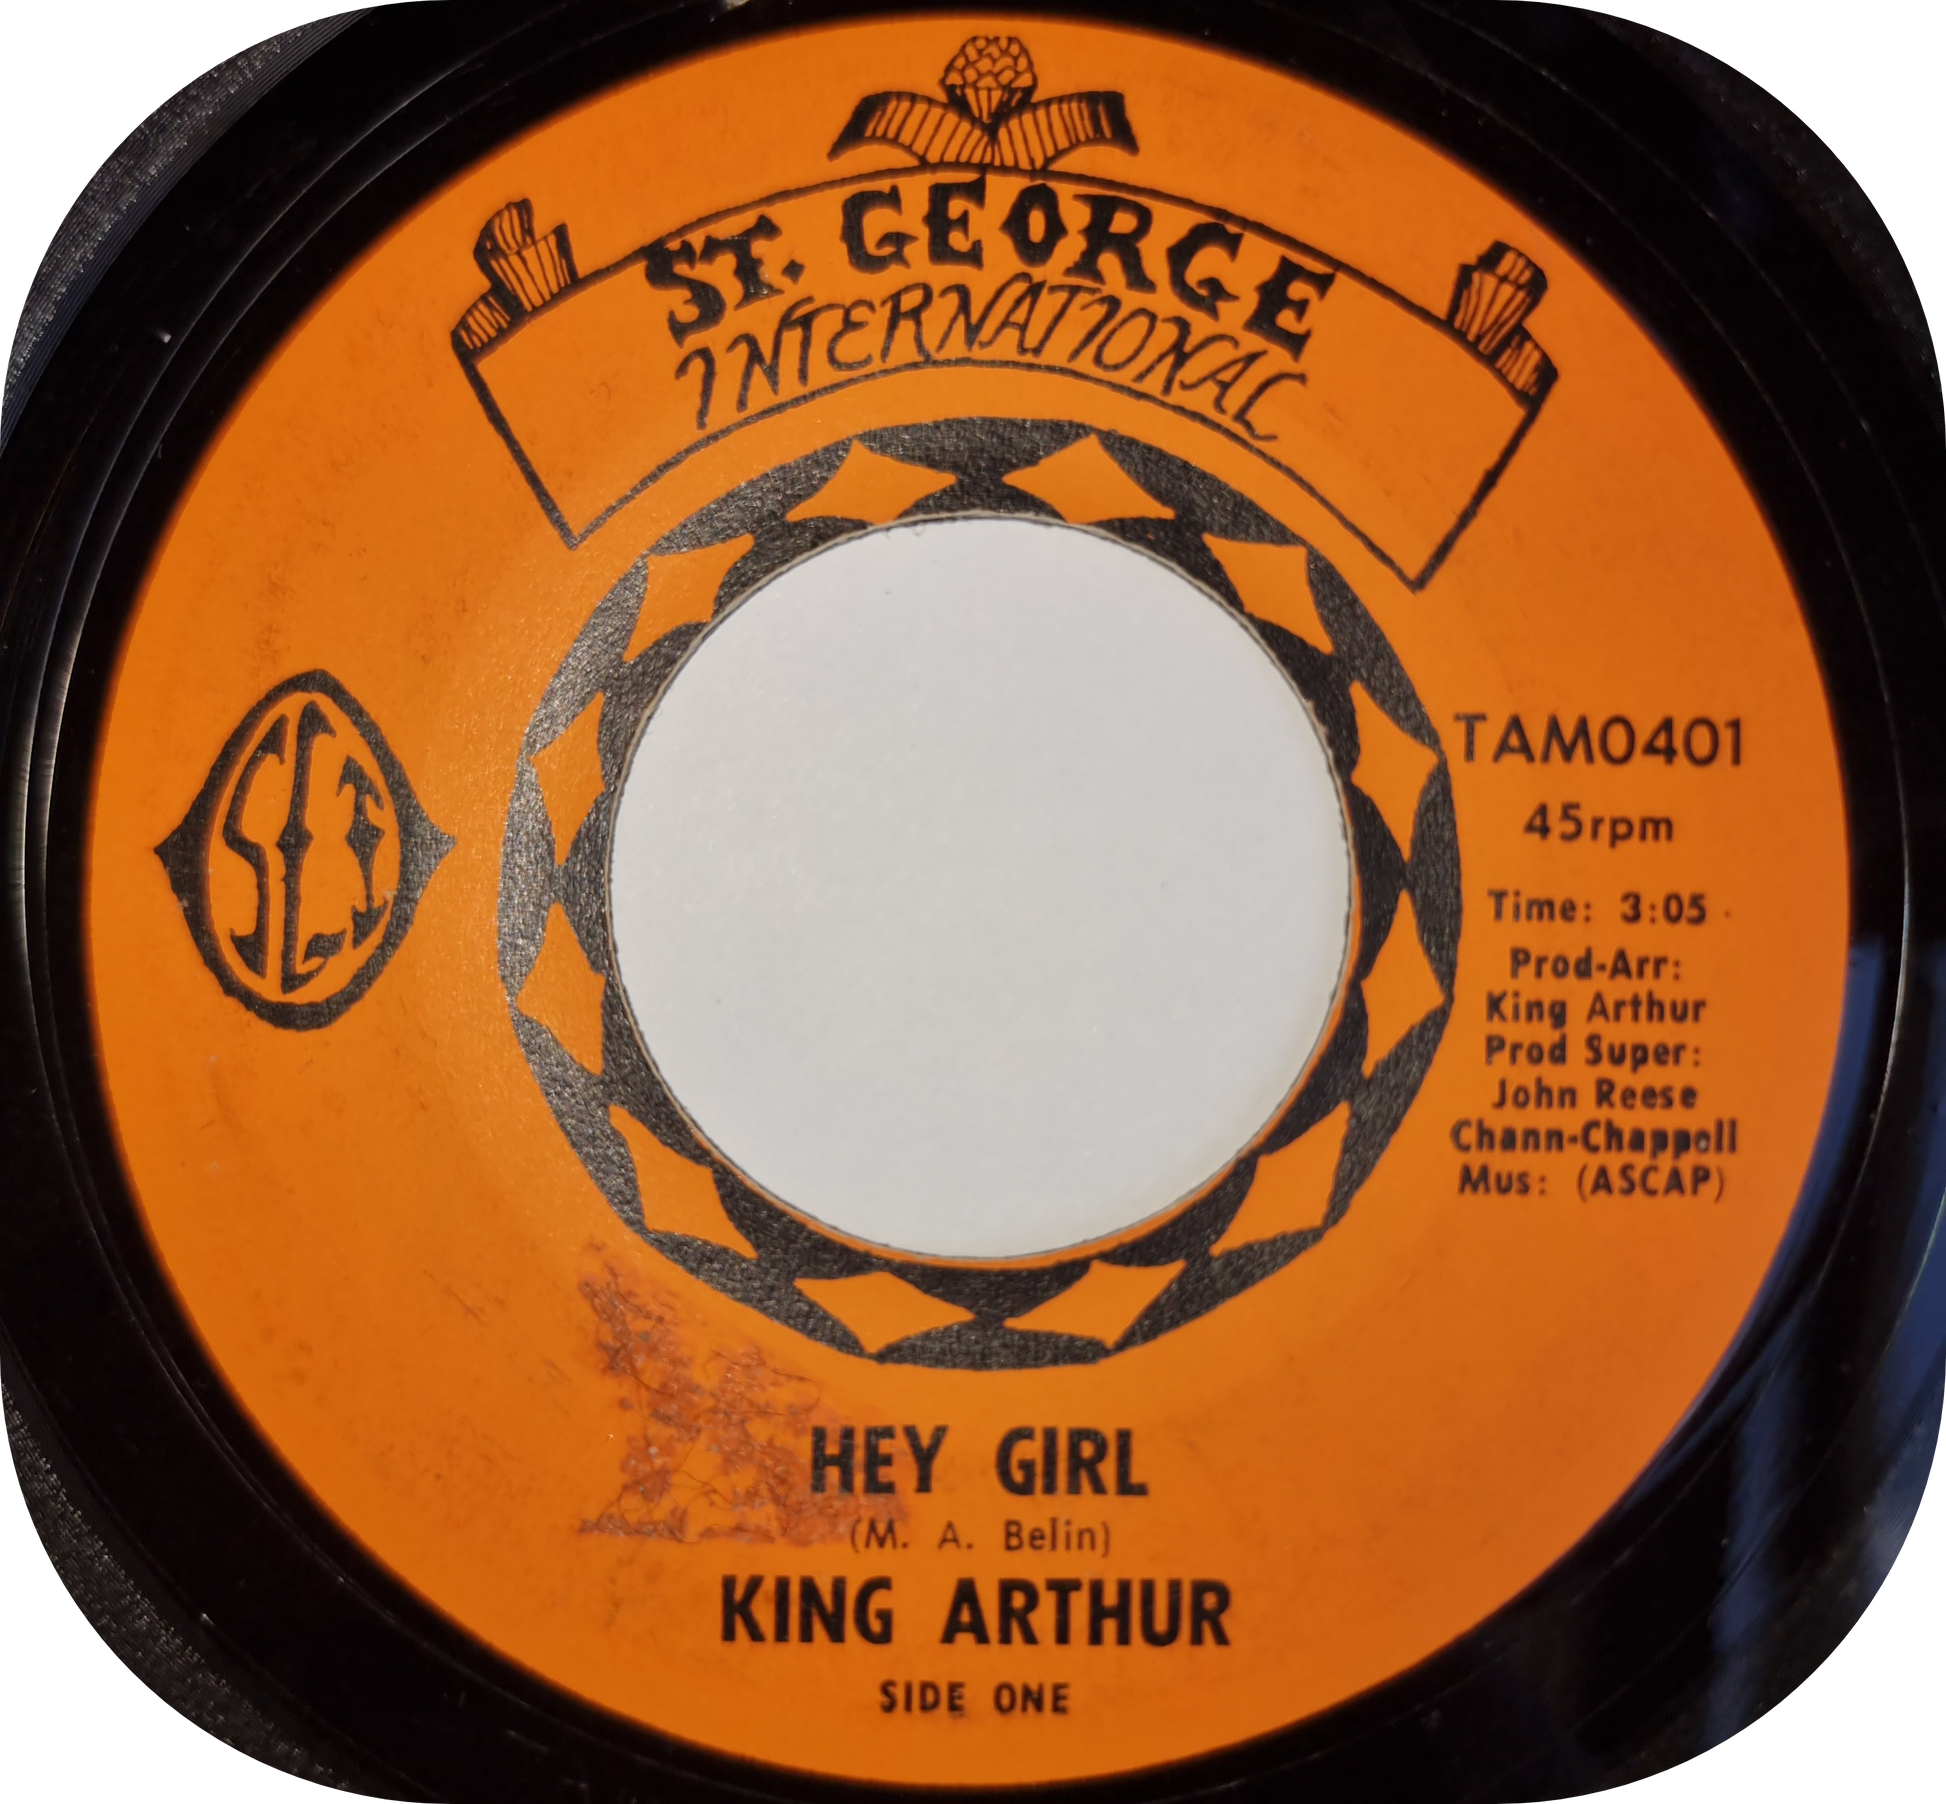 ST. GEORGE
INTERNATIONAL
TAM0401
45rpm
Time: 3:05
Prod-Arr:
King Arthur
Prod Super:
John Reese
Chann-Chappell
Mus: (ASCAP)
HEY GIRL
(M. A. Belin)
KING ARTHUR
SIDE ONE